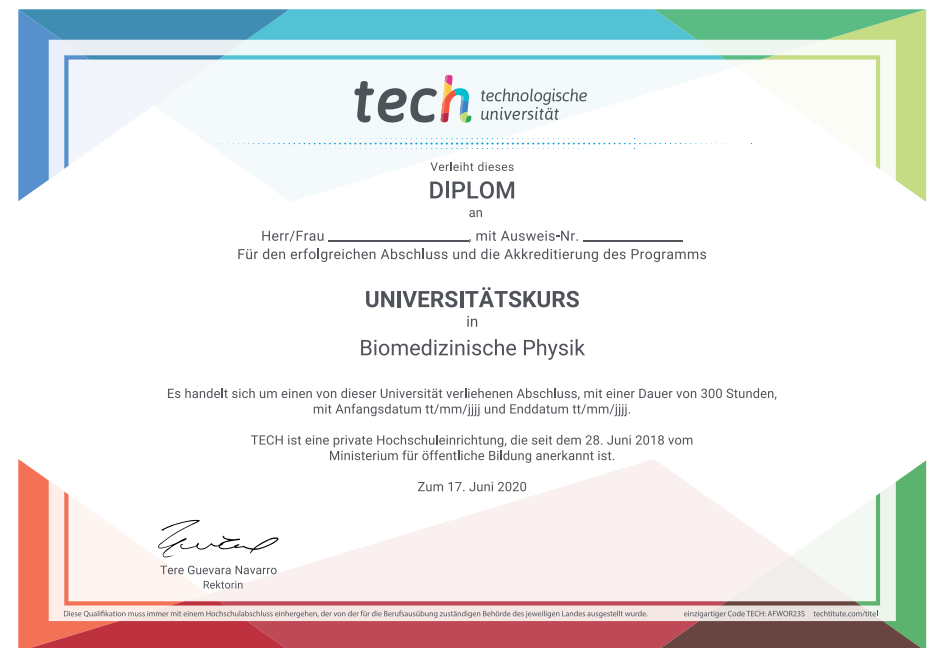 tech technologische
universität
Verleiht dieses
DIPLOM
an
Herr/Frau ____________________, mit Ausweis-Nr. ______________
Für den erfolgreichen Abschluss und die Akkreditierung des Programms
UNIVERSITÄTSKURS
in
Biomedizinische Physik
Es handelt sich um einen von dieser Universität verliehenen Abschluss, mit einer Dauer von 300 Stunden,
mit Anfangsdatum tt/mm/jjjj und Enddatum tt/mm/jjjj.
TECH ist eine private Hochschuleinrichtung, die seit dem 28. Juni 2018 vom
Ministerium für öffentliche Bildung anerkannt ist.
Zum 17. Juni 2020
Tere Guevara Navarro
Rektorin
Diese Qualifikation muss immer mit einem Hochschulabschluss einhergehen, der von der für die Berufsausübung zuständigen Behörde des jeweiligen Landes ausgestellt wurde. einzigartiger Code TECH: AFWOR23S techtitute.com/titel